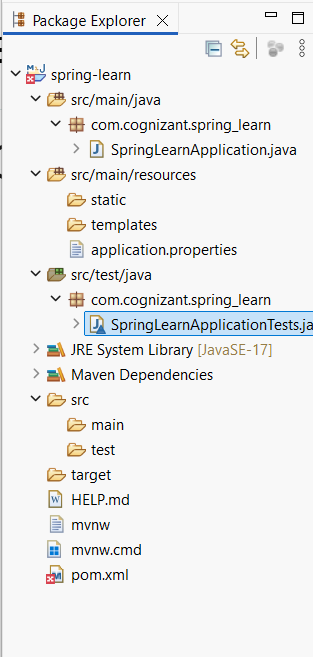 Package Explorer
spring-learn
src/main/java
com.cognizant.spring_learn
SpringLearnApplication.java
src/main/resources
static
templates
application.properties
src/test/java
com.cognizant.spring_learn
SpringLearnApplicationTests.ja
JRE System Library [JavaSE-17]
Maven Dependencies
src
main
test
target
HELP.md
mvnw
mvnw.cmd
pom.xml